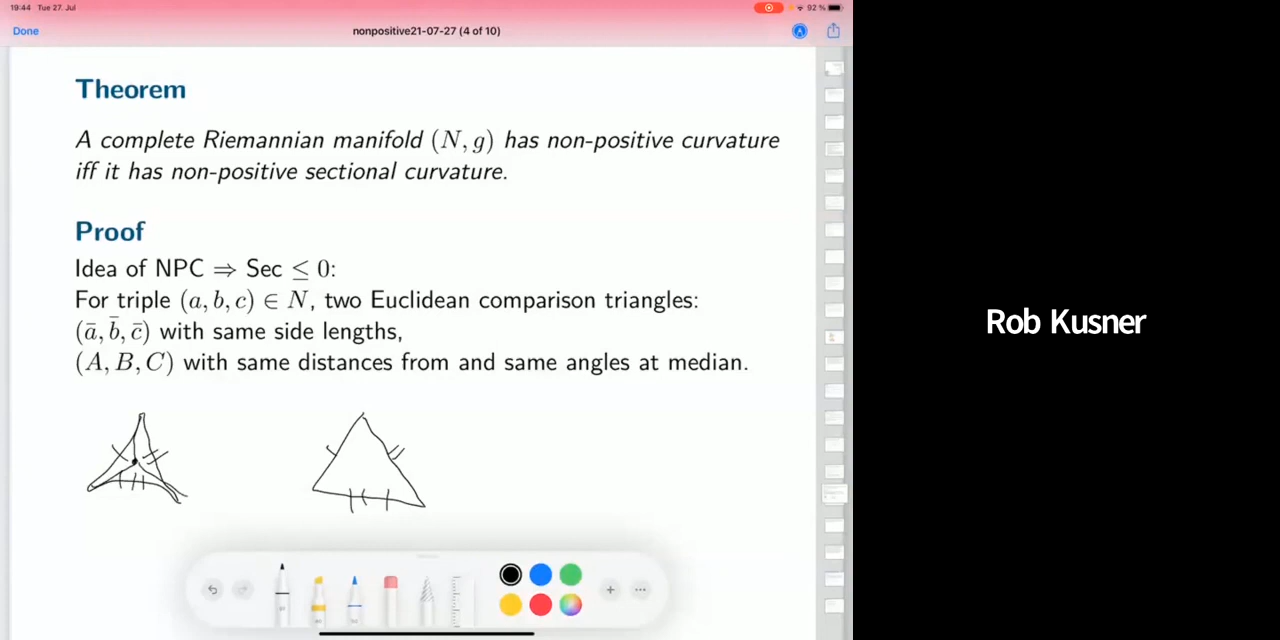 19:44 Tue 27. Jul
92 %
Done
nonpositive21-07-27 (4 of 10)
Theorem
A complete Riemannian manifold (N, g) has non-positive curvature
iff it has non-positive sectional curvature.
Proof
Idea of NPC ⇒ Sec ≤ 0:
For triple (a, b, c) ∈ N, two Euclidean comparison triangles:
(ā, b̄, c̄) with same side lengths,
(A, B, C) with same distances from and same angles at median.
Rob Kusner